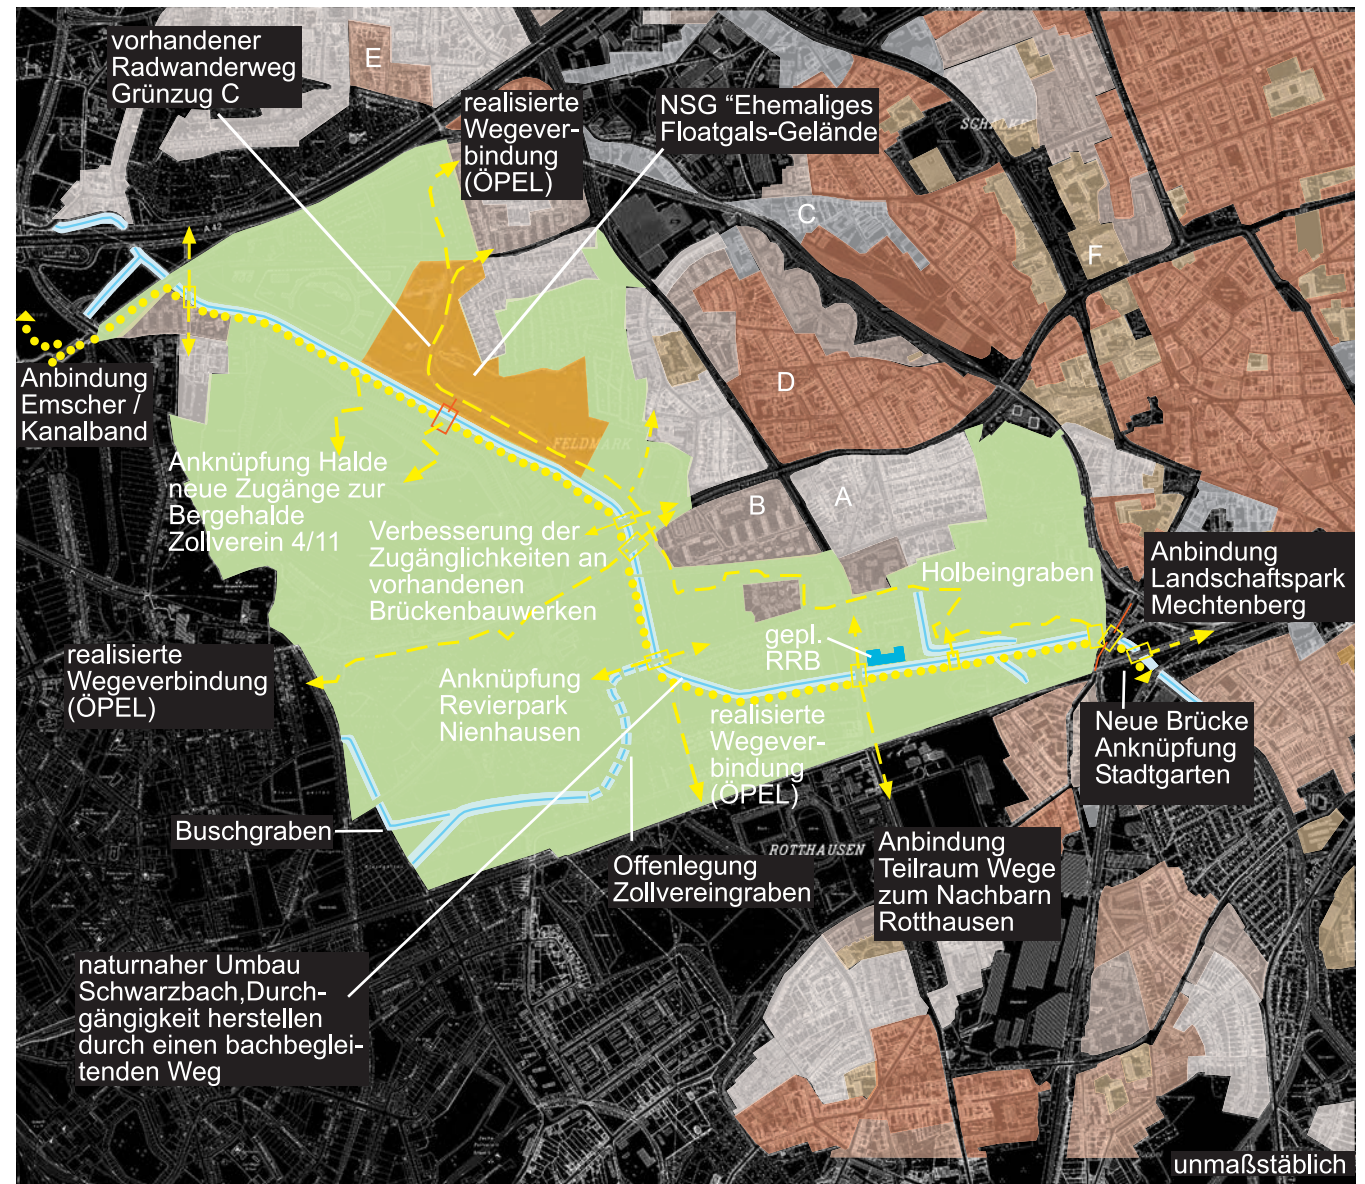 vorhandener
Radwanderweg
Grünzug C
E
realisierte
Wegever-
bindung
(ÖPEL)
NSG “Ehemaliges
Floatgals-Gelände
SCHALKE
C
F
A 42
Anbindung
Emscher /
Kanalband
D
FELDMARK
Anknüpfung Halde
neue Zugänge zur
Bergehalde
Zollverein 4/11
B
A
Verbesserung der
Zugänglichkeiten an
vorhandenen
Brückenbauwerken
Holbeingraben
Anbindung
Landschaftspark
Mechtenberg
gepl.
RRB
realisierte
Wegeverbindung
(ÖPEL)
Anknüpfung
Revierpark
Nienhausen
realisierte
Wegever-
bindung
(ÖPEL)
Neue Brücke
Anknüpfung
Stadtgarten
Buschgraben
ROTTHAUSEN
Offenlegung
Zollvereingraben
Anbindung
Teilraum Wege
zum Nachbarn
Rotthausen
naturnaher Umbau
Schwarzbach,Durch-
gängigkeit herstellen
durch einen bachbeglei-
tenden Weg
unmaßstäblich